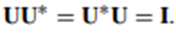 UU* = U*U = I.